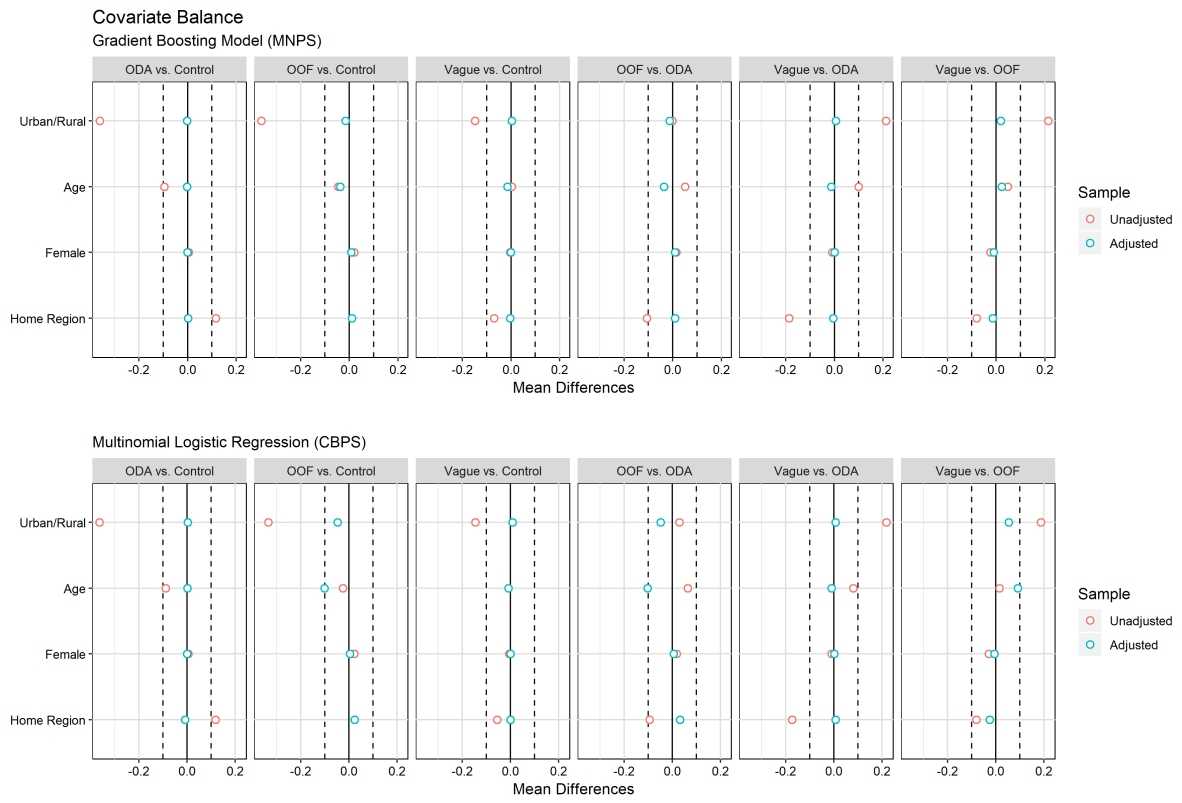 Covariate Balance
Gradient Boosting Model (MNPS)
ODA vs. Control OOF vs. Control Vague vs. Control OOF vs. ODA Vague vs. ODA Vague vs. OOF
Urban/Rural
Age
Female
Home Region
-0.2 0.0 0.2 -0.2 0.0 0.2 -0.2 0.0 0.2 -0.2 0.0 0.2 -0.2 0.0 0.2 -0.2 0.0 0.2
Mean Differences
Sample
Unadjusted
Adjusted
Multinomial Logistic Regression (CBPS)
ODA vs. Control OOF vs. Control Vague vs. Control OOF vs. ODA Vague vs. ODA Vague vs. OOF
Urban/Rural
Age
Female
Home Region
-0.2 0.0 0.2 -0.2 0.0 0.2 -0.2 0.0 0.2 -0.2 0.0 0.2 -0.2 0.0 0.2 -0.2 0.0 0.2
Mean Differences
Sample
Unadjusted
Adjusted